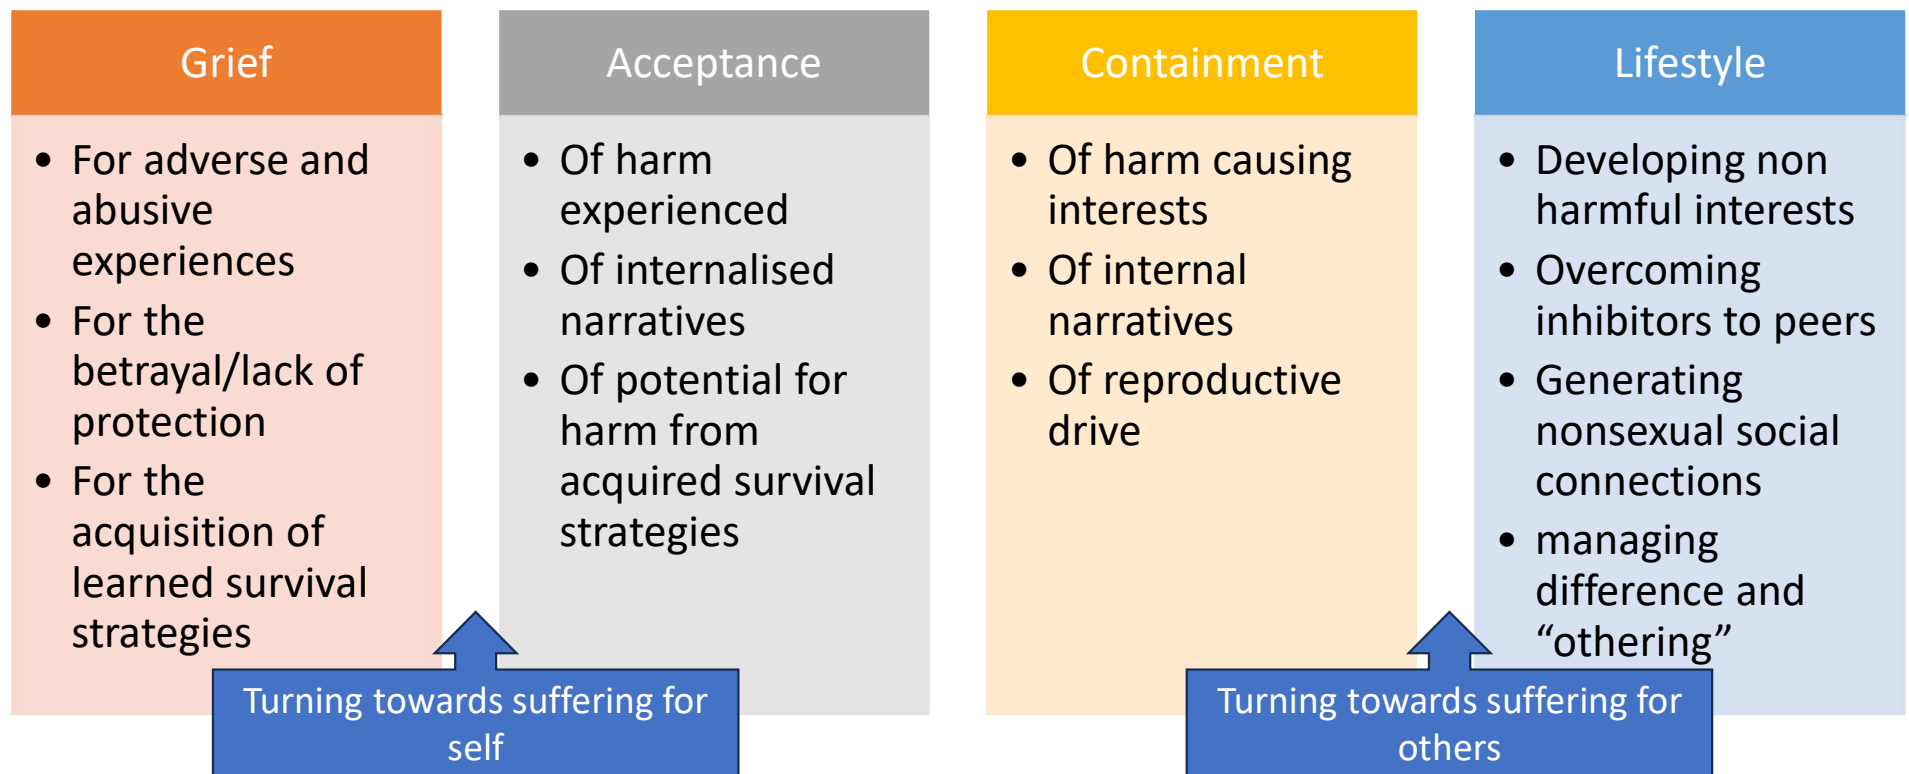 Grief
• For adverse and
abusive
experiences
• For the
betrayal/lack of
protection
• For the
acquisition of
learned survival
strategies
Acceptance
• Of harm
experienced
• Of internalised
narratives
• Of potential for
harm from
acquired survival
strategies
Turning towards suffering for
self
Containment
• Of harm causing
interests
• Of internal
narratives
• Of reproductive
drive
Lifestyle
• Developing non
harmful interests
• Overcoming
inhibitors to peers
• Generating
nonsexual social
connections
• managing
difference and
“othering”
Turning towards suffering for
others